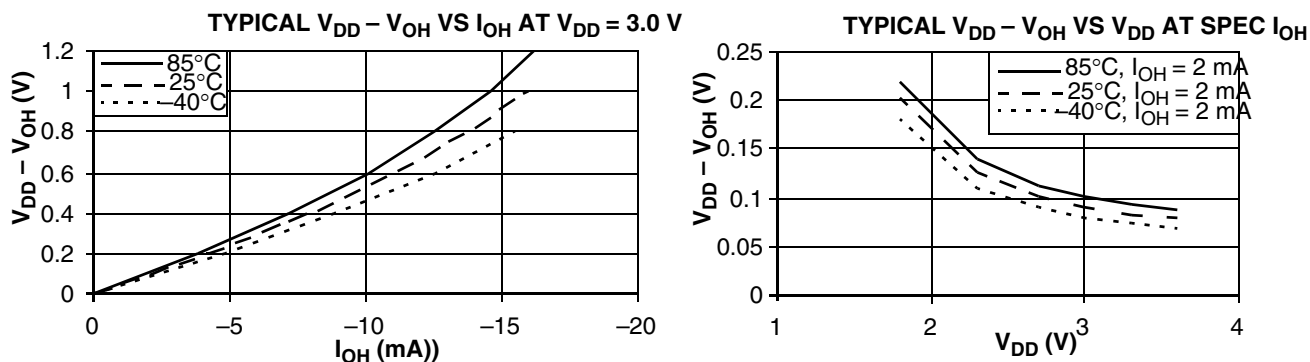 TYPICAL VDD – VOH VS IOH AT VDD = 3.0 V
VDD – VOH (V)
1.2
1
0.8
0.6
0.4
0.2
0
85°C
25°C
–40°C
0
–5
–10
–15
–20
IOH (mA))
TYPICAL VDD – VOH VS VDD AT SPEC IOH
VDD – VOH (V)
0.25
0.20
0.15
0.10
0.05
0
85°C, IOH = 2 mA
25°C, IOH = 2 mA
–40°C, IOH = 2 mA
1
2
3
4
VDD (V)